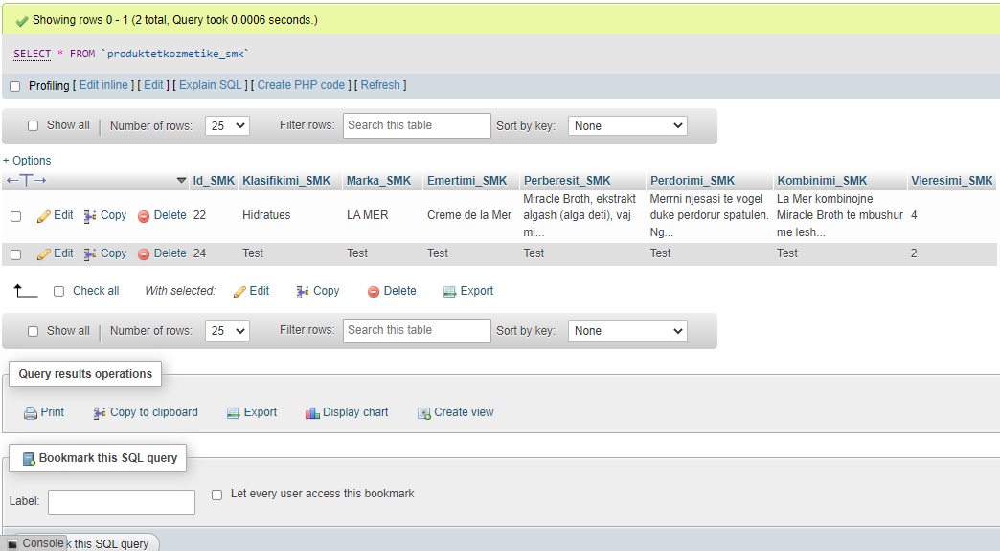 Showing rows 0 - 1 (2 total, Query took 0.0006 seconds.)
SELECT * FROM `produktetkozmetike_smk`
Profiling [ Edit inline ] [ Edit ] [ Explain SQL ] [ Create PHP code ] [ Refresh ]
Show all Number of rows: 25 Filter rows: Search this table Sort by key: None
+ Options
←T→ Id_SMK Klasifikimi_SMK Marka_SMK Emertimi_SMK Perberesit_SMK Perdorimi_SMK Kombinimi_SMK Vleresimi_SMK
Edit Copy Delete 22 Hidratues LA MER Creme de la Mer Miracle Broth, ekstrakt algash (alga deti), vaj mi... Merrni njesasi te vogel duke perdorur spatulen. Ng... La Mer kombinojne Miracle Broth te mbushur me lesh... 4
Edit Copy Delete 24 Test Test Test Test Test Test 2
Check all With selected: Edit Copy Delete Export
Show all Number of rows: 25 Filter rows: Search this table Sort by key: None
Query results operations
Print Copy to clipboard Export Display chart Create view
Bookmark this SQL query
Label: Let every user access this bookmark
Console k this SQL query